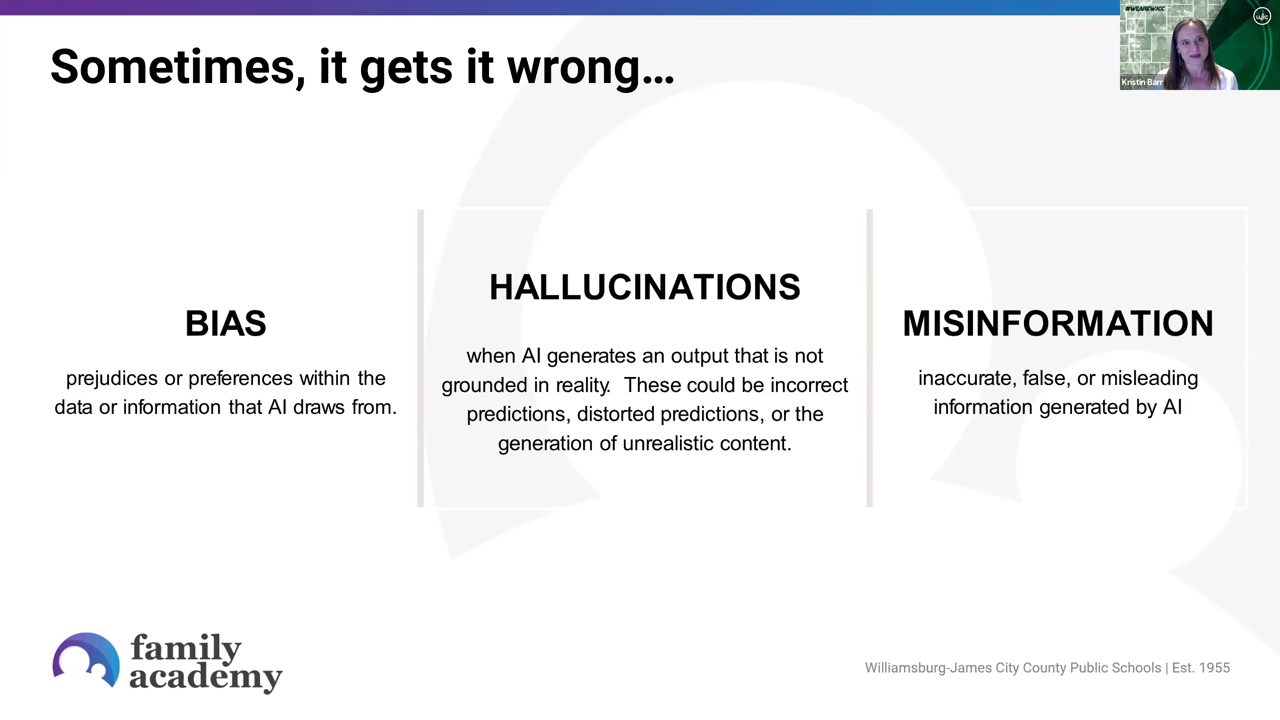 Sometimes, it gets it wrong…
#WEAREWJCC
wjc
Kristin
BIAS
prejudices or preferences within the
data or information that AI draws from.
HALLUCINATIONS
when AI generates an output that is not
grounded in reality.  These could be incorrect
predictions, distorted predictions, or the
generation of unrealistic content.
MISINFORMATION
inaccurate, false, or misleading
information generated by AI
family
academy
Williamsburg-James City County Public Schools | Est. 1955